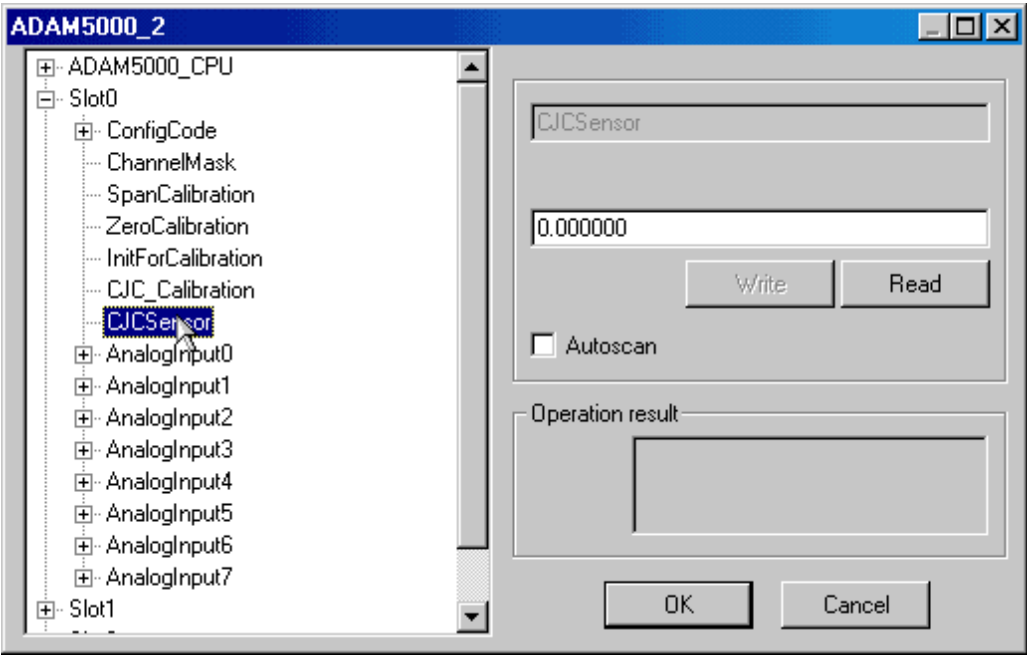 ADAM5000_2
ADAM5000_CPU
Slot0
ConfigCode
ChannelMask
SpanCalibration
ZeroCalibration
InitForCalibration
CJC_Calibration
CJCSensor
AnalogInput0
AnalogInput1
AnalogInput2
AnalogInput3
AnalogInput4
AnalogInput5
AnalogInput6
AnalogInput7
Slot1
CJCSensor
0.000000
Write Read
Autoscan
Operation result
OK Cancel